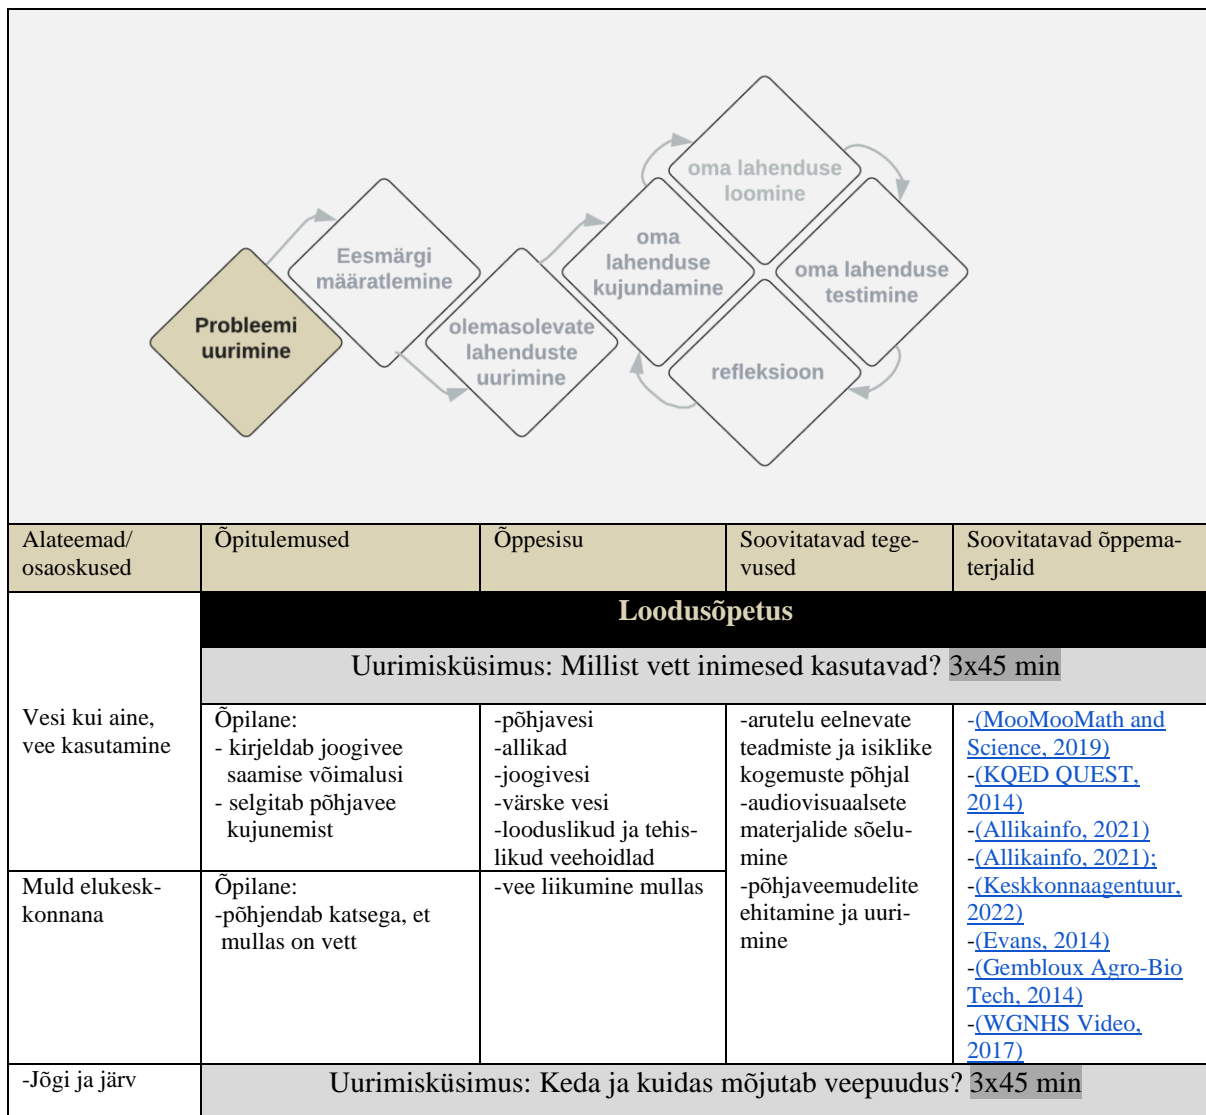 Probleemi
uurimine
Eesmärgi
määratlemine
olemasolevate
lahenduste
uurimine
oma
lahenduse
kujundamine
oma lahenduse
loomine
oma lahenduse
testimine
refleksioon
Alateemad/
osaoskused
Õpitulemused
Õppesisu
Soovitatavad tege-
vused
Soovitatavad õppema-
terjalid
Loodusõpetus
Uurimisküsimus: Millist vett inimesed kasutavad? 3x45 min
Vesi kui aine,
vee kasutamine
Õpilane:
- kirjeldab joogivee
saamise võimalusi
- selgitab põhjavee
kujunemist
-põhjavesi
-allikad
-joogivesi
-värske vesi
-looduslikud ja tehis-
likud veehoidlad
-arutelu eelnevate
teadmiste ja isiklike
kogemuste põhjal
-audiovisuaalsete
materjalide sõelu-
mine
-põhjaveemudelite
ehitamine ja uuri-
mine
-(MooMooMath and
Science, 2019)
-(KQED QUEST,
2014)
-(Allikainfo, 2021)
-(Allikainfo, 2021);
-(Keskkonnaagentuur,
2022)
-(Evans, 2014)
-(Gembloux Agro-Bio
Tech, 2014)
-(WGNHS Video,
2017)
Muld elukesk-
konnana
Õpilane:
-põhjendab katsega, et
mullas on vett
-vee liikumine mullas
-Jõgi ja järv
Uurimisküsimus: Keda ja kuidas mõjutab veepuudus? 3x45 min